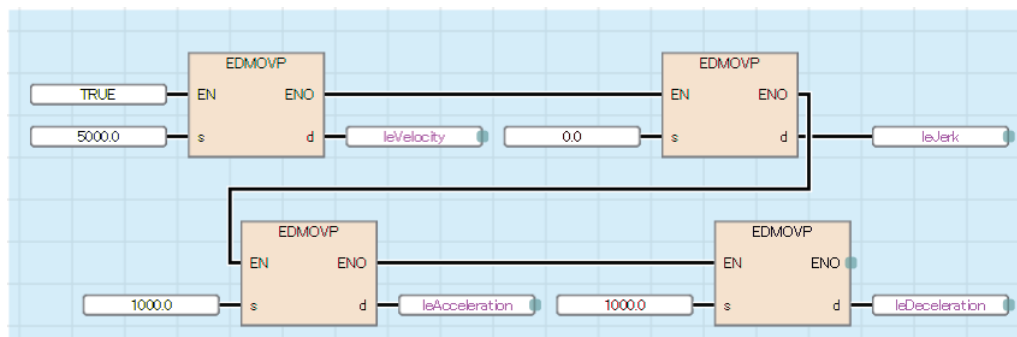 EDMOVP EDMOVP
TRUE EN ENO EN ENO
5000.0 s d leVelocity 0.0 s d leJerk
EDMOVP EDMOVP
EN ENO EN ENO
1000.0 s d leAcceleration 1000.0 s d leDeceleration